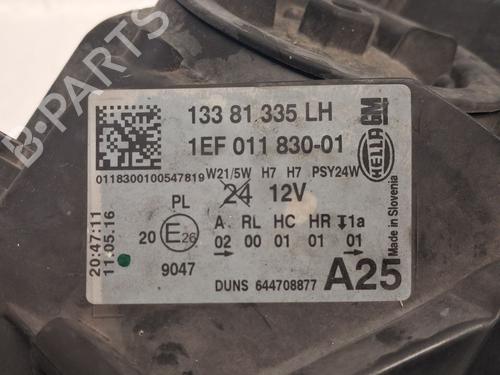 13 3 81 335 LH
1EF 011 830-01
HELLA
GM
0118300100547819 W21/5W H7 H7 PSY24W
24 12V
PL
A RL HC HR 1a
20 E26 02 00 01 01 01
9047
DUNS 644708877 A25
20:47:11
11.05.16
Made in Slovenia
B-PARTS